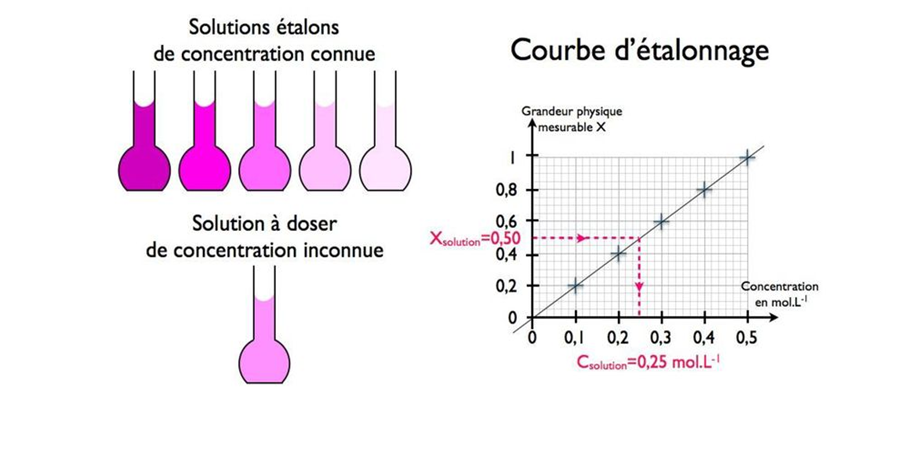 Solutions étalons
de concentration connue
Solution à doser
de concentration inconnue
Courbe d'étalonnage
Grandeur physique
mesurable X
1
0,8
0,6
Xsolution=0,50
0,4
0,2
0
Concentration
en mol.L⁻¹
0 0,1 0,2 0,3 0,4 0,5
Csolution=0,25 mol.L⁻¹